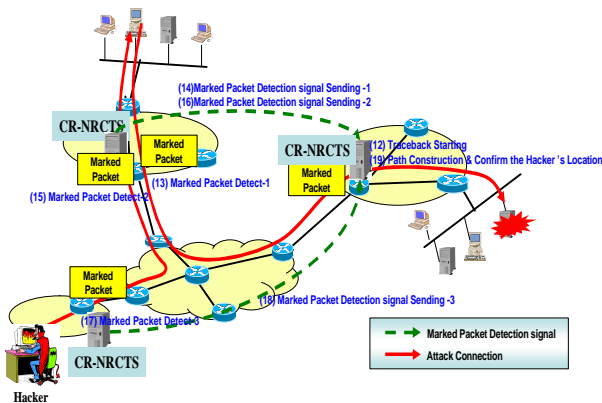 (14)Marked Packet Detection signal Sending -1
(16)Marked Packet Detection signal Sending -2
CR-NRCTS
CR-NRCTS
(12) Traceback Starting
(19) Path Construction & Confirm the Hacker 's Location
Marked
Packet
Marked
Packet
Marked
Packet
(13) Marked Packet Detect-1
(15) Marked Packet Detect-2
Marked
Packet
(18) Marked Packet Detection signal Sending -3
(17) Marked Packet Detect-3
CR-NRCTS
Hacker
Marked Packet Detection signal
Attack Connection